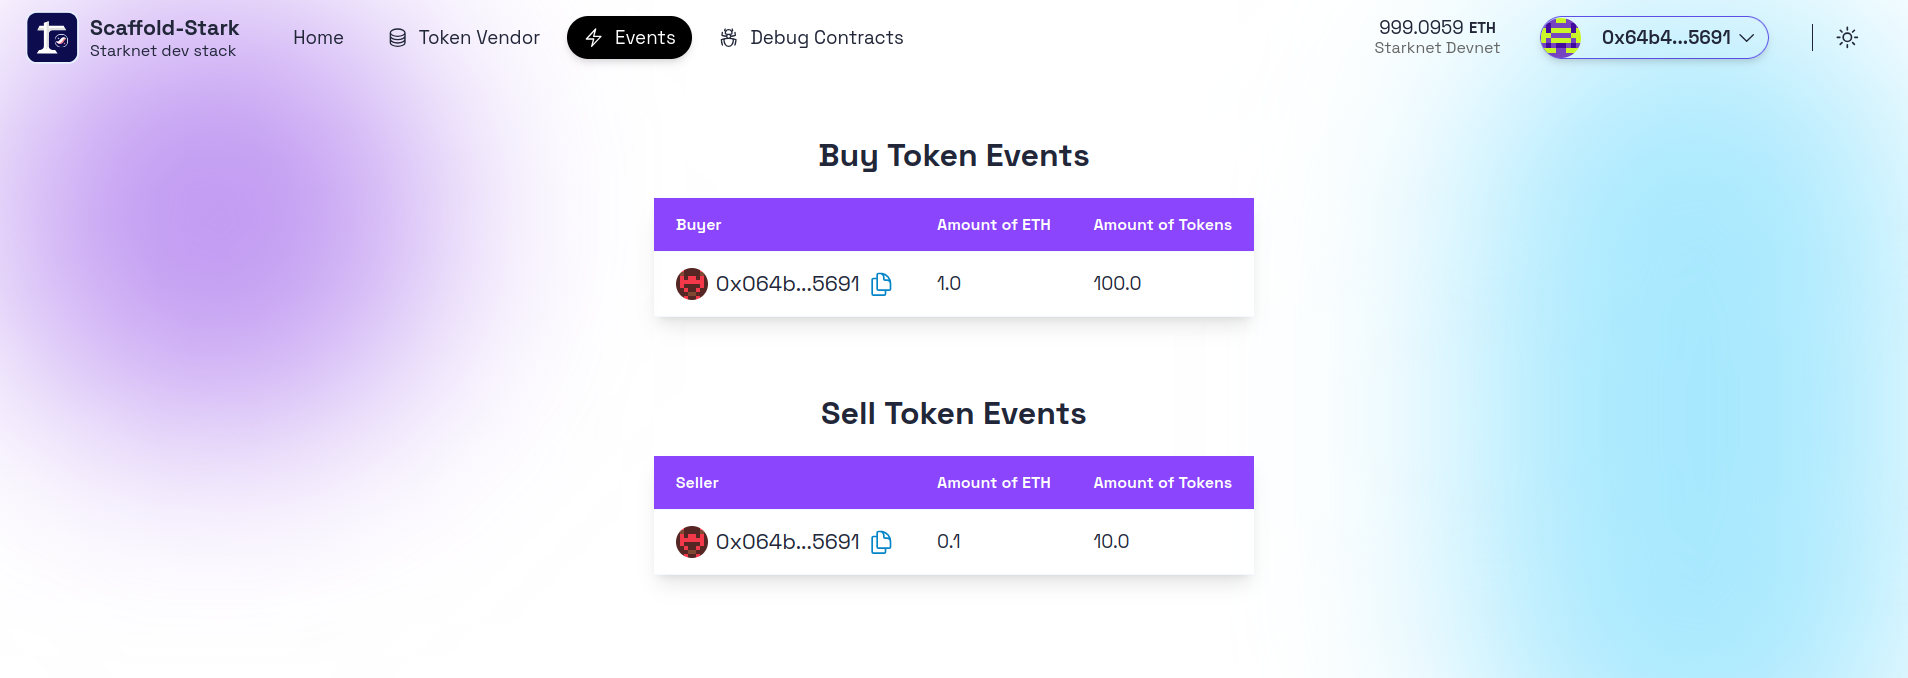 Scaffold-Stark
Starknet dev stack
Home
Token Vendor
Events
Debug Contracts
999.0959 ETH
Starknet Devnet
0x64b4...5691
Buy Token Events
Buyer Amount of ETH Amount of Tokens
0x064b...5691 1.0 100.0
Sell Token Events
Seller Amount of ETH Amount of Tokens
0x064b...5691 0.1 10.0